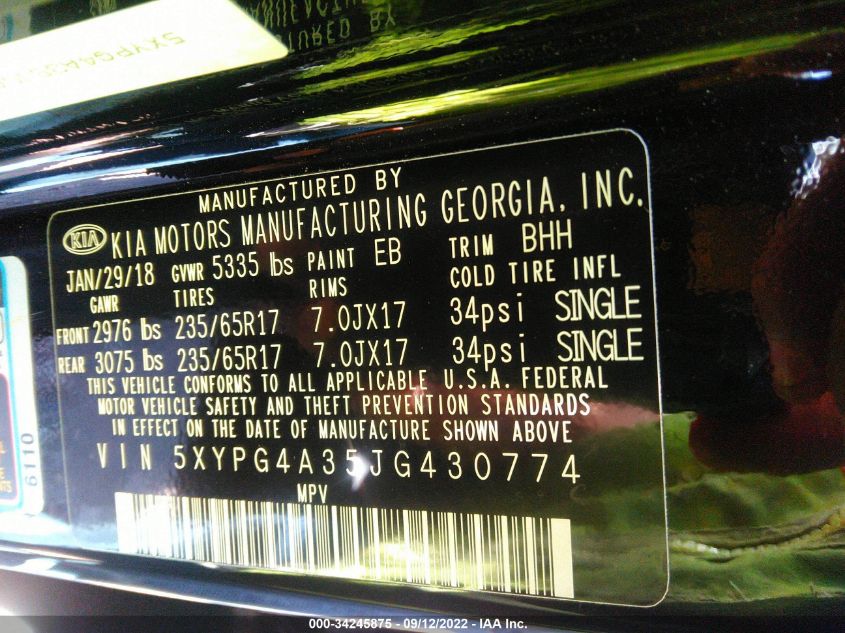 5XYPG4A35
MANUFACTURED BY
KIA KIA MOTORS MANUFACTURING GEORGIA, INC.
JAN/29/18 GVWR 5335 lbs PAINT EB TRIM BHH
GAWR TIRES RIMS COLD TIRE INFL
FRONT 2976 lbs 235/65R17 7.0JX17 34psi SINGLE
REAR 3075 lbs 235/65R17 7.0JX17 34psi SINGLE
THIS VEHICLE CONFORMS TO ALL APPLICABLE U.S.A. FEDERAL
MOTOR VEHICLE SAFETY AND THEFT PREVENTION STANDARDS
IN EFFECT ON THE DATE OF MANUFACTURE SHOWN ABOVE
VIN 5XYPG4A35JG430774
MPV
6110
000-34245875 - 09/12/2022 - IAA Inc.